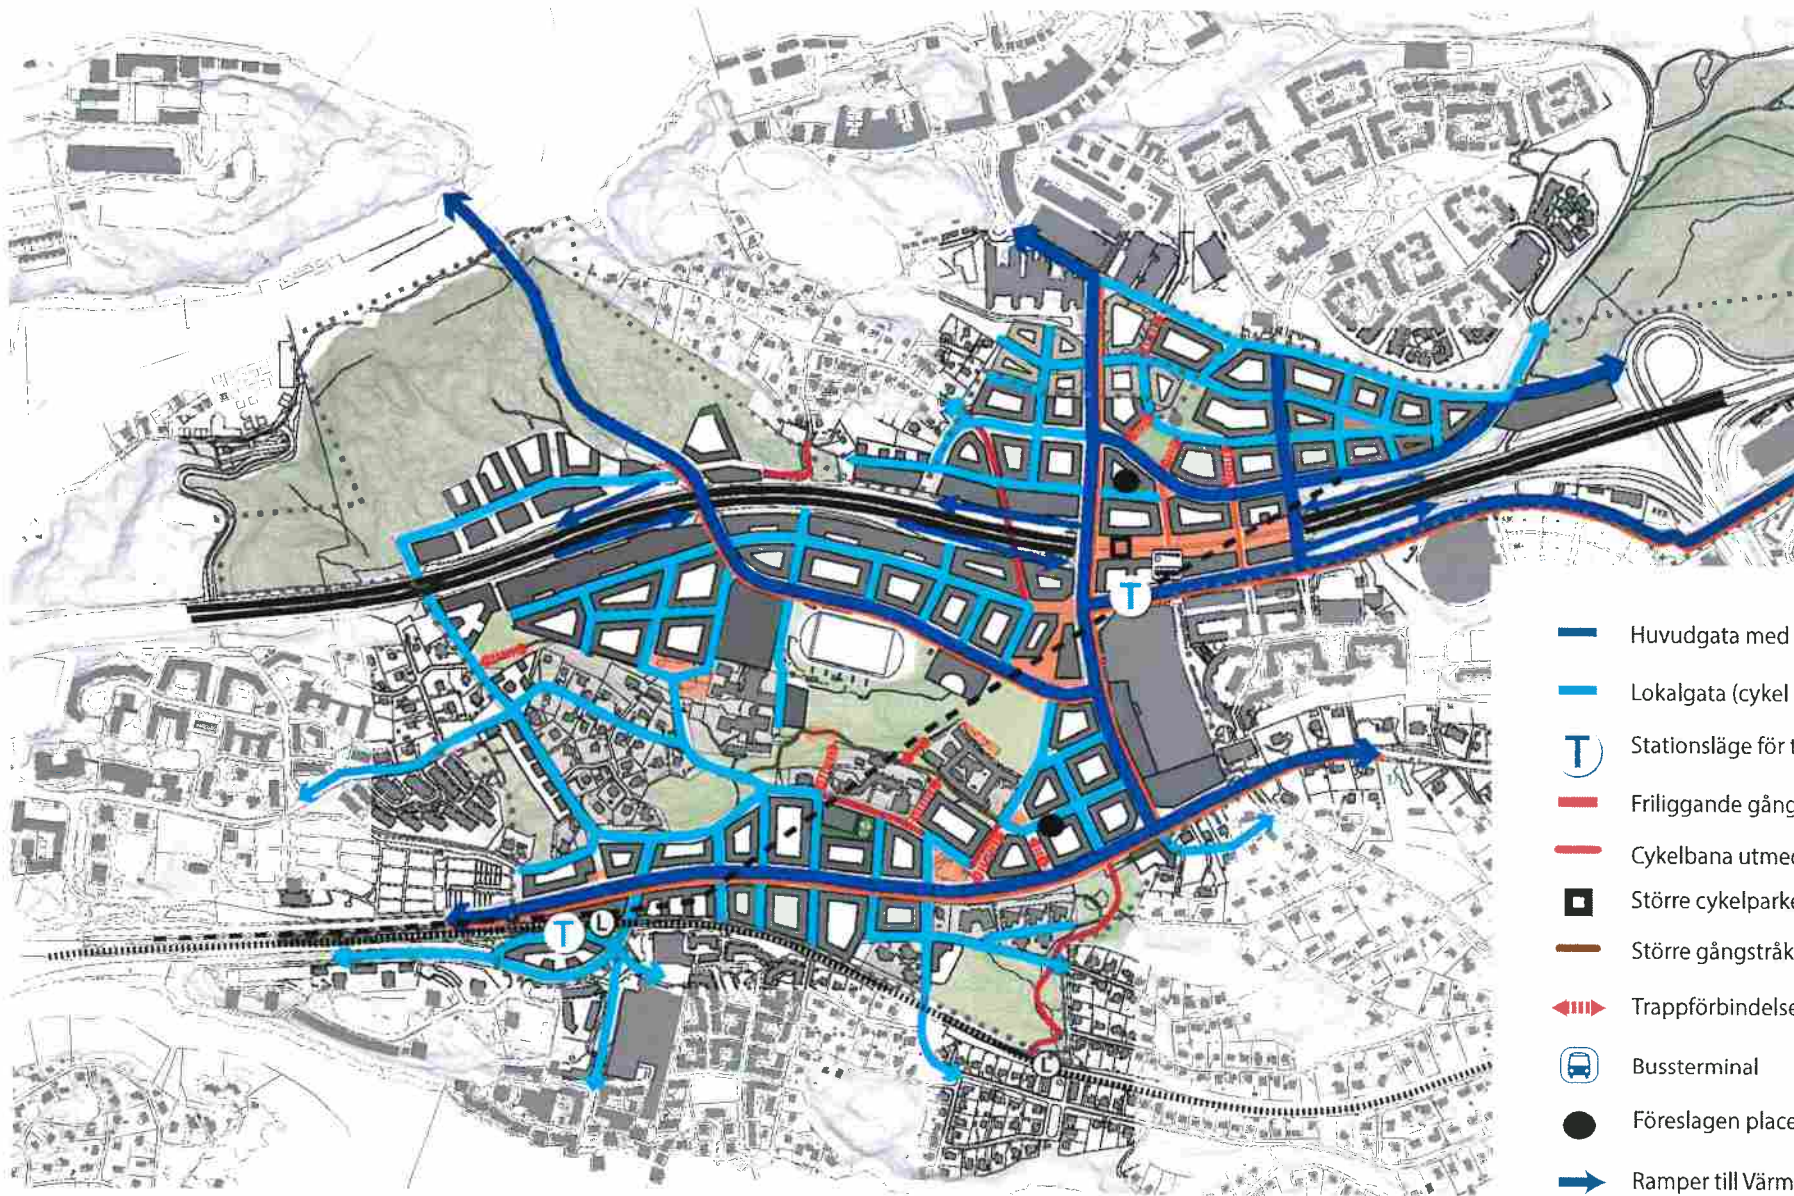 T
T
L
L
Huvudgata med
Lokalgata (cykel
T
Stationsläge för t
Friliggande gång
Cykelbana utmed
Större cykelparke
Större gångstråk
Trappförbindelse
Bussterminal
Föreslagen place
Ramper till Värm